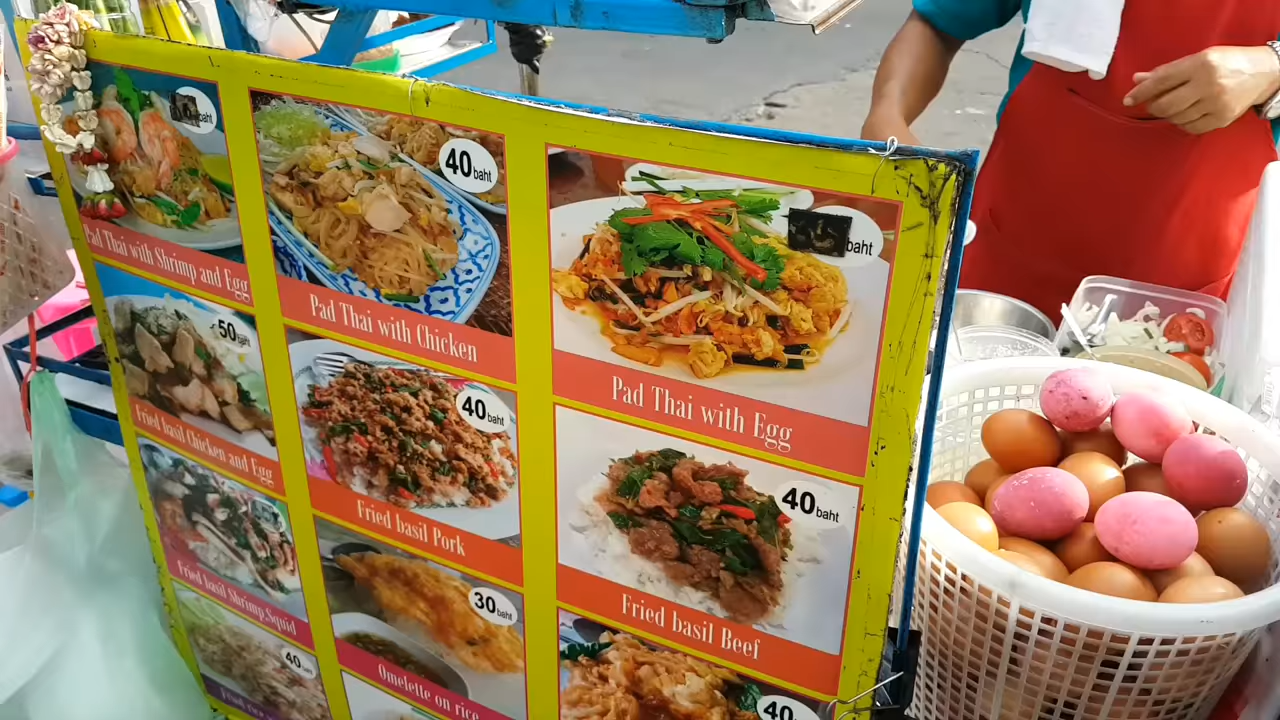 baht
Pad Thai with Shrimp and Egg
40 baht
Pad Thai with Chicken
baht
Pad Thai with Egg
50 baht
Fried basil Chicken and Egg
40 baht
Fried basil Pork
40 baht
Fried basil Beef
Fried basil Shrimp,Squid
30 baht
Omelette on rice
40
40